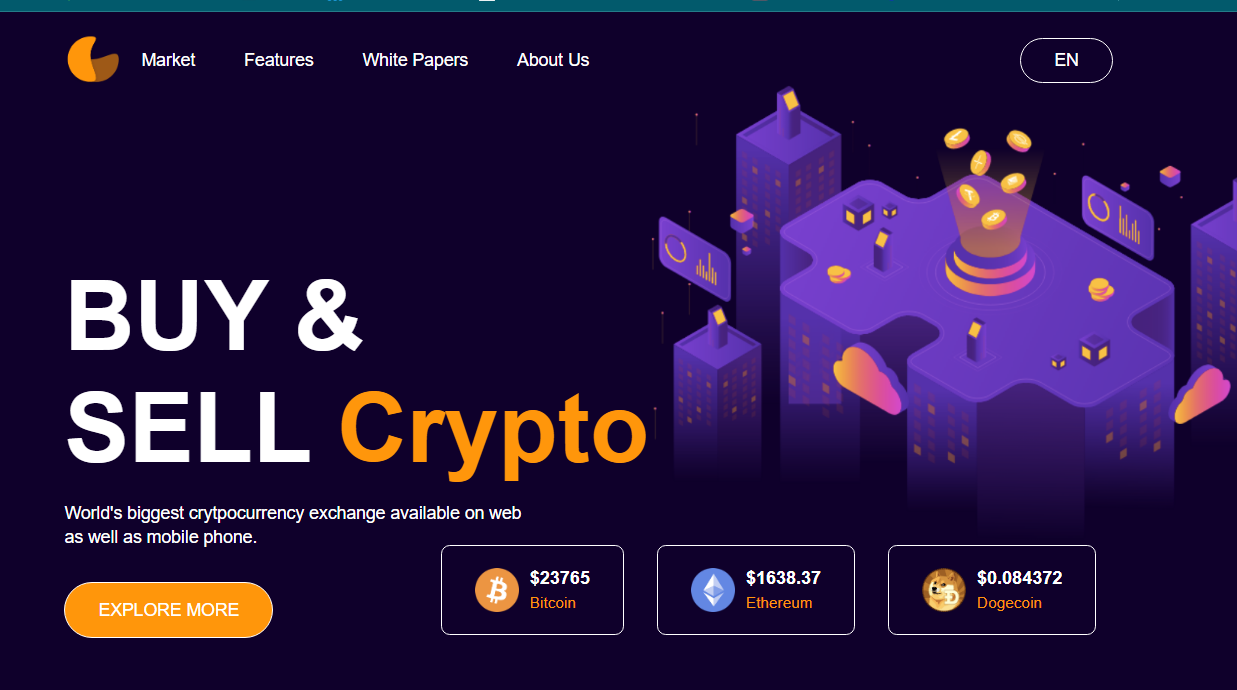 Market Features White Papers About Us EN
BUY &
SELL Crypto
World's biggest crytpocurrency exchange available on web
as well as mobile phone.
EXPLORE MORE
$23765
Bitcoin
$1638.37
Ethereum
$0.084372
Dogecoin